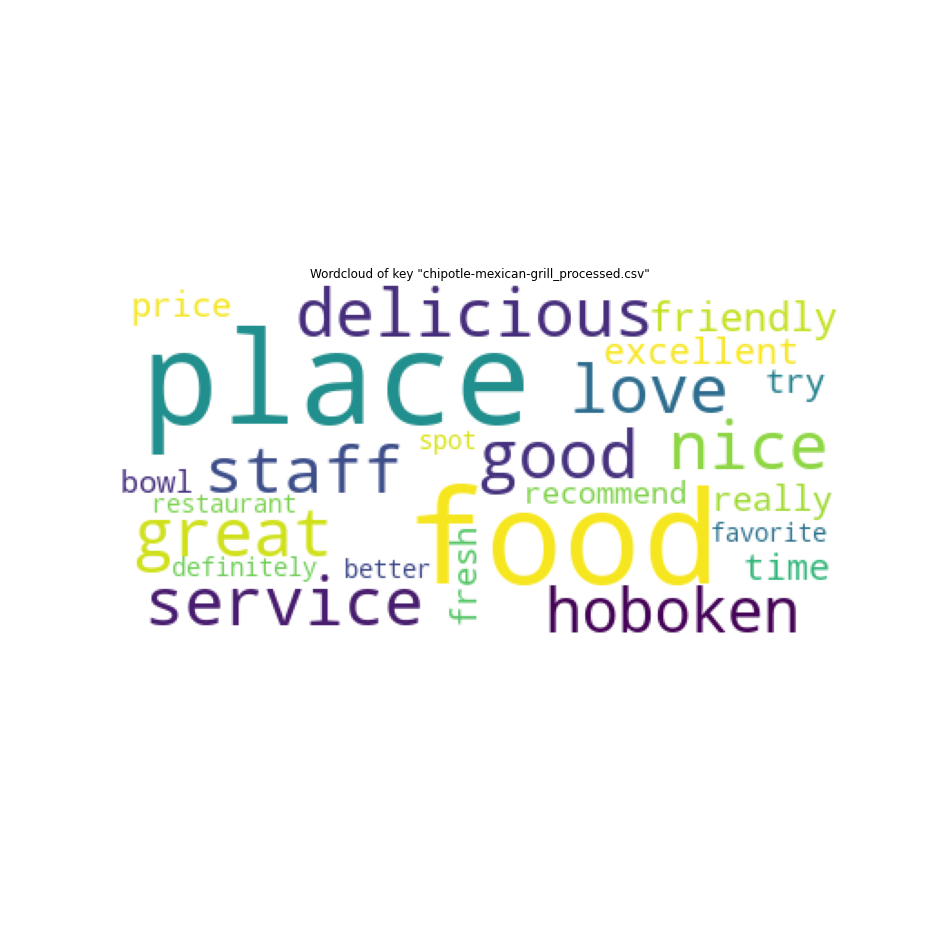 Wordcloud of key "chipotle-mexican-grill_processed.csv"
price
delicious
friendly
place
excellent
love
try
spot
good
nice
staff
bowl
restaurant
recommend
really
great
food
favorite
fresh
definitely
better
time
service
hoboken